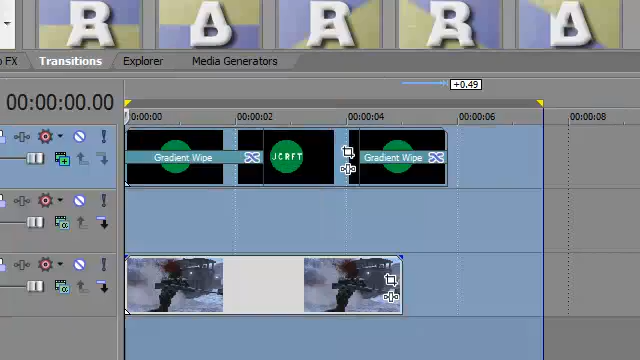 R A R R A
o FX Transitions Explorer Media Generators
+0.49
00:00:00.00
00:00:00 00:00:02 00:00:04 00:00:06 00:00:08
Gradient Wipe JCRFT Gradient Wipe